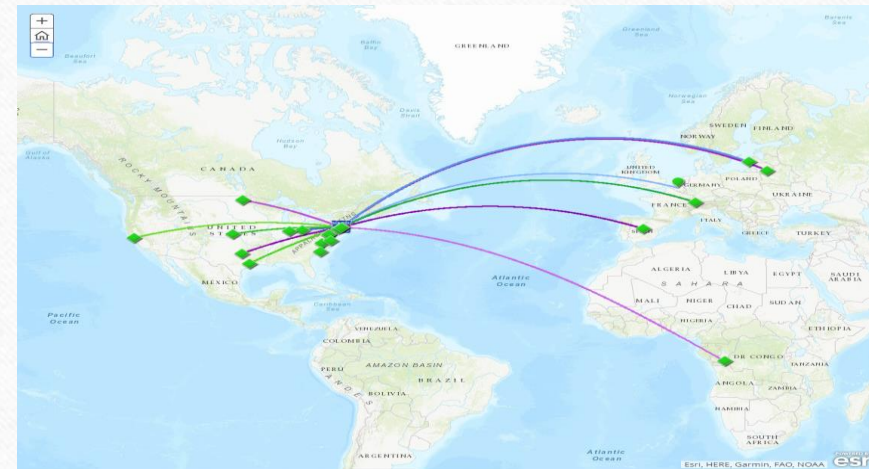 +
−
Beaufort
Sea
Baffin
Bay
GREENLAND
Greenland
Sea
Barents
Sea
Norwegian
Sea
Davis
Strait
Gulf of
Alaska
Hudson
Bay
CANADA
ROCKY MOUNTAINS
UNITED
STATES
MEXICO
Pacific
Ocean
Atlantic
Ocean
Caribbean
Sea
VENEZUELA
COLOMBIA
PERU
AMAZON BASIN
BRAZIL
BOLIVIA
ANDES
ARGENTINA
SWEDEN
FINLAND
NORWAY
UNITED
KINGDOM
POLAND
GERMANY
UKRAINE
FRANCE
ITALY
SPAIN
GREECE
TURKEY
ALGERIA
LIBYA
EGYPT
SAUDI
ARABIA
SAHARA
MALI
NIGER
CHAD
SUDAN
NIGERIA
ETHIOPIA
DR CONGO
TANZANIA
ANGOLA
ZAMBIA
NAMIBIA
SOUTH
AFRICA
Atlantic
Ocean
Esri, HERE, Garmin, FAO, NOAA
esri